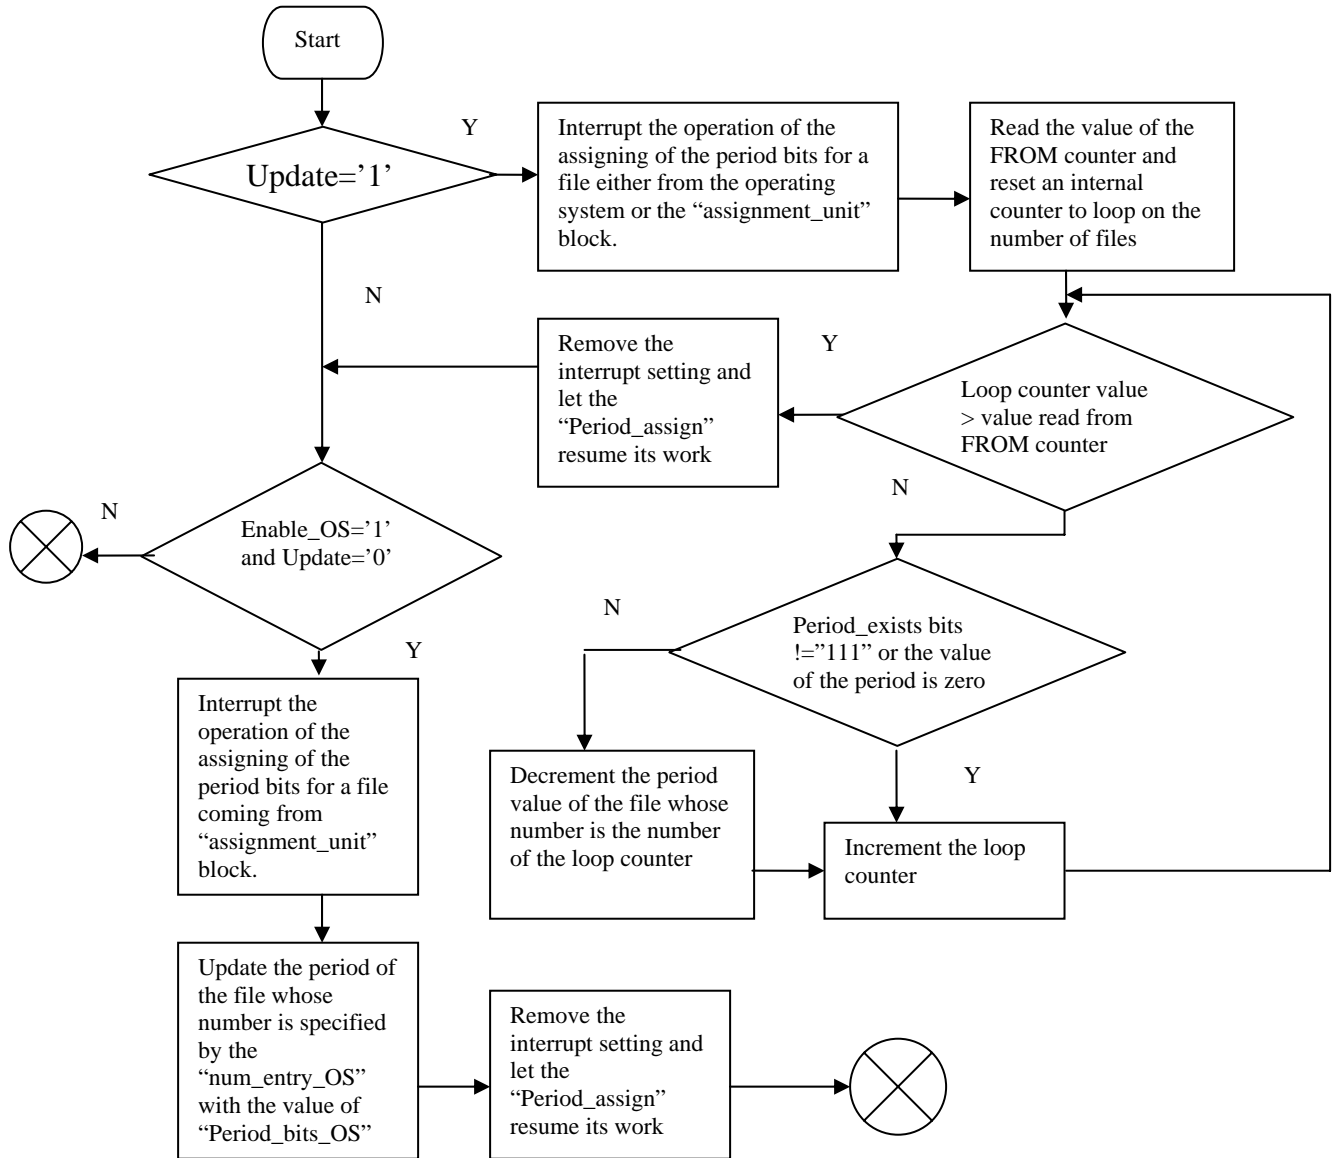 Start
Y
Update=’1’
Interrupt the operation of the
assigning of the period bits for a
file either from the operating
system or the “assignment_unit”
block.
Read the value of the
FROM counter and
reset an internal
counter to loop on the
number of files
N
Remove the
interrupt setting and
let the
“Period_assign”
resume its work
Y
Loop counter value
> value read from
FROM counter
N
N
Enable_OS=’1’
and Update=’0’
Y
N
Period_exists bits
!=”111” or the value
of the period is zero
Y
Interrupt the
operation of the
assigning of the
period bits for a file
coming from
“assignment_unit”
block.
Decrement the period
value of the file whose
number is the number
of the loop counter
Increment the loop
counter
Update the period of
the file whose
number is specified
by the
“num_entry_OS”
with the value of
“Period_bits_OS”
Remove the
interrupt setting and
let the
“Period_assign”
resume its work